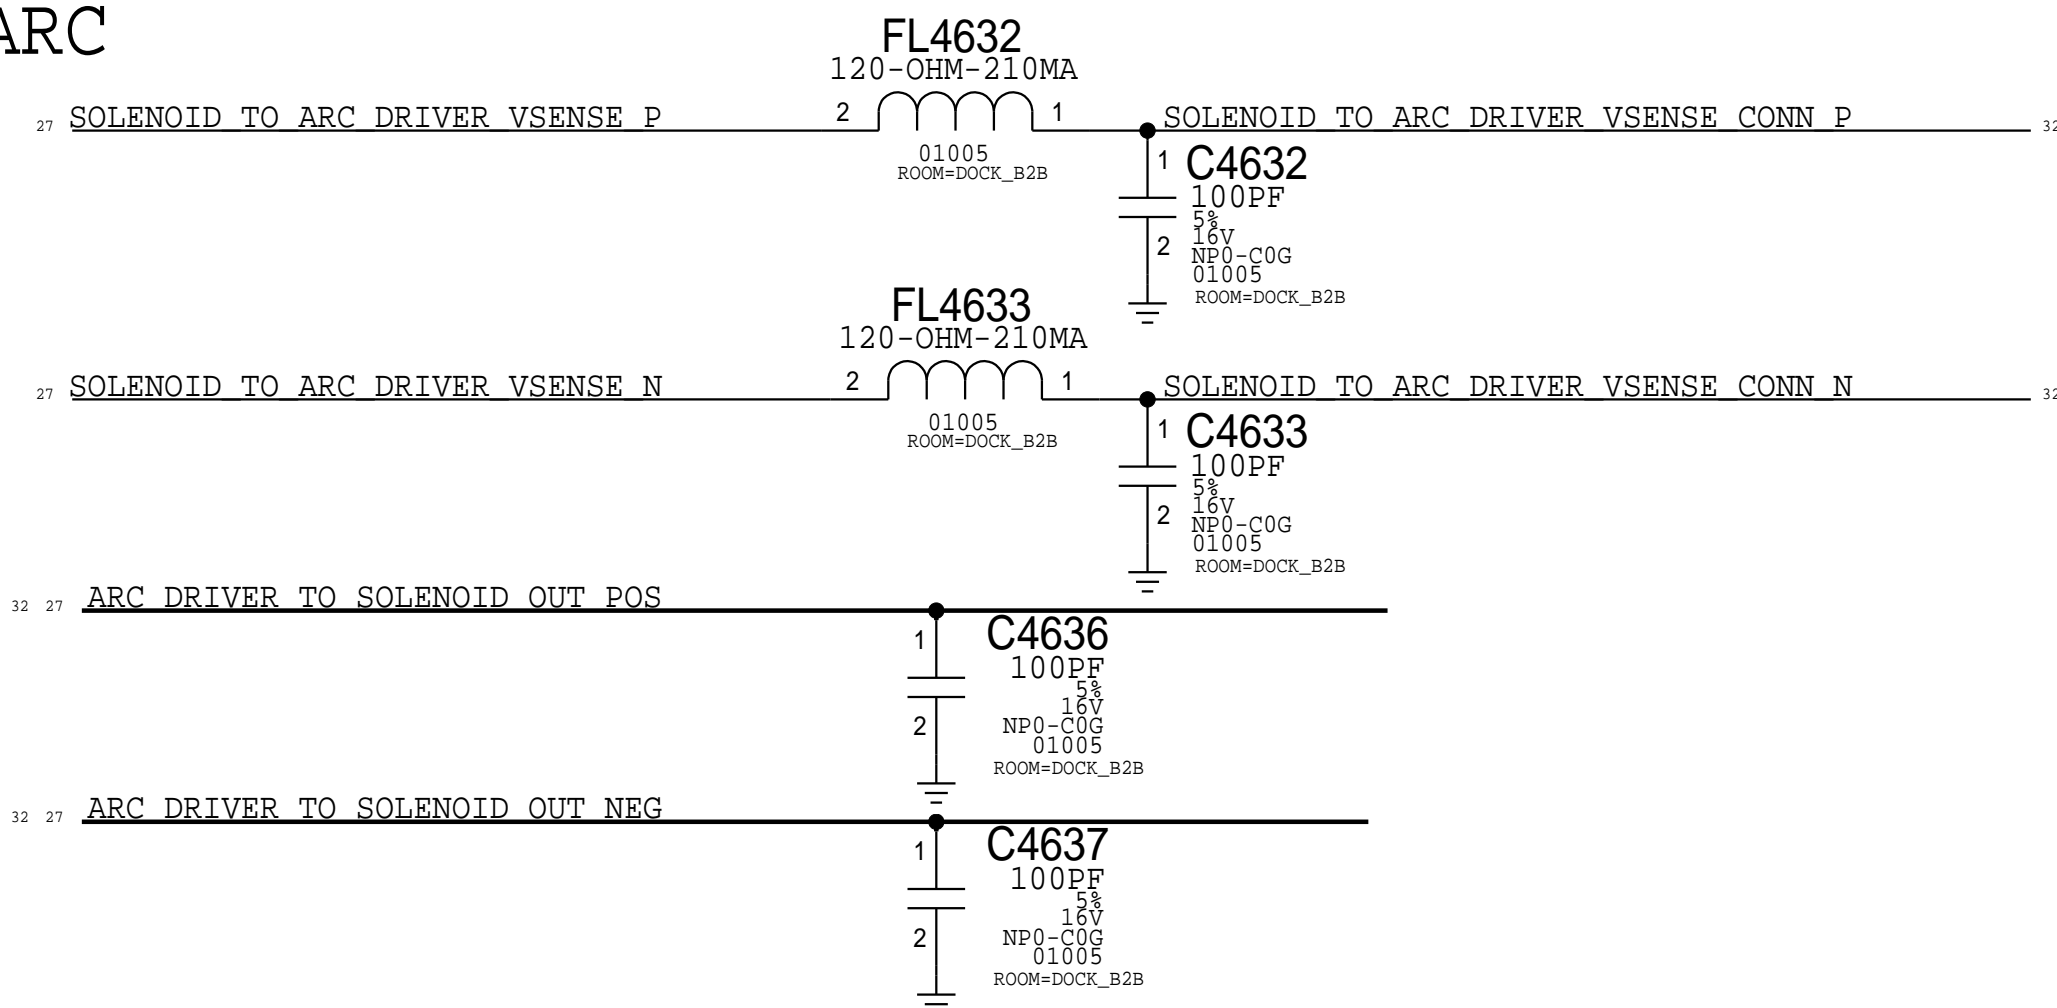 ARC
FL4632
120-OHM-210MA
27 SOLENOID_TO_ARC_DRIVER_VSENSE_P 2 1 SOLENOID_TO_ARC_DRIVER_VSENSE_CONN_P 32
01005
ROOM=DOCK_B2B
1 C4632
100PF
5%
16V
2 NP0-C0G
01005
ROOM=DOCK_B2B
FL4633
120-OHM-210MA
27 SOLENOID_TO_ARC_DRIVER_VSENSE_N 2 1 SOLENOID_TO_ARC_DRIVER_VSENSE_CONN_N 32
01005
ROOM=DOCK_B2B
1 C4633
100PF
5%
16V
2 NP0-C0G
01005
ROOM=DOCK_B2B
32 27 ARC_DRIVER_TO_SOLENOID_OUT_POS
1 C4636
100PF
5%
16V
2 NP0-C0G
01005
ROOM=DOCK_B2B
32 27 ARC_DRIVER_TO_SOLENOID_OUT_NEG
1 C4637
100PF
5%
16V
2 NP0-C0G
01005
ROOM=DOCK_B2B